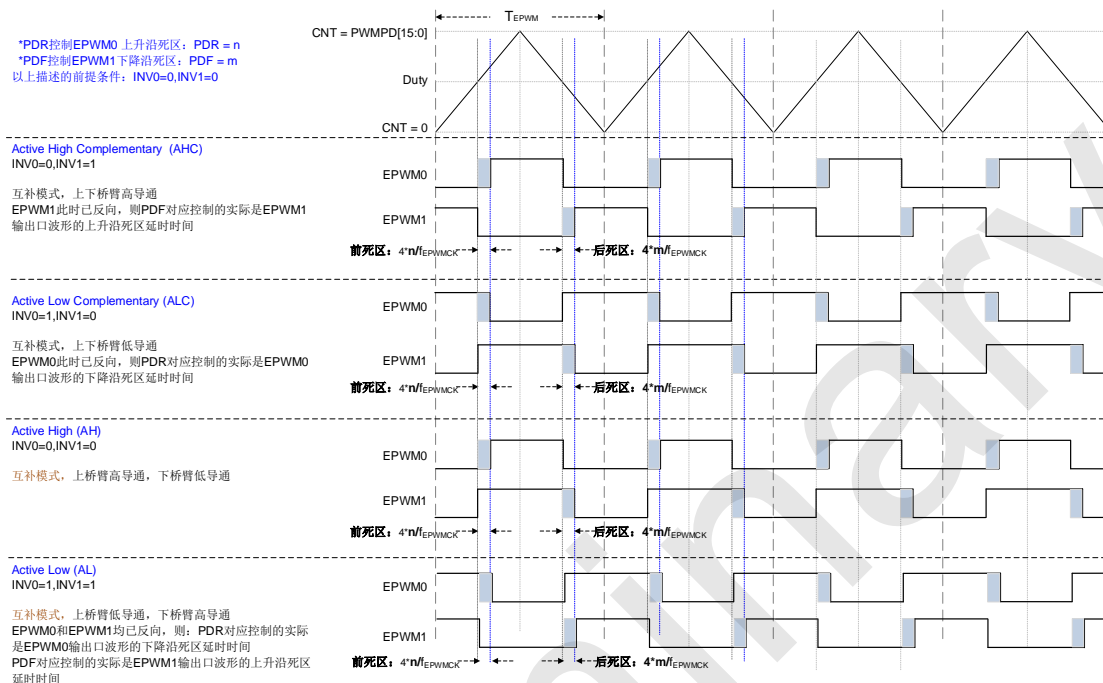 T_EPWM
CNT = PWMPD[15:0]
*PDR控制EPWM0 上升沿死区：PDR = n
*PDF控制EPWM1下降沿死区：PDF = m
以上描述的前提条件：INV0=0,INV1=0
Duty
CNT = 0
Active High Complementary (AHC)
INV0=0,INV1=1
互补模式，上下桥臂高导通
EPWM1此时已反向，则PDF对应控制的实际是EPWM1
输出口波形的上升沿死区延时时间
EPWM0
EPWM1
前死区：4*n/f_EPWMCK
后死区：4*m/f_EPWMCK
Active Low Complementary (ALC)
INV0=1,INV1=0
互补模式，上下桥臂低导通
EPWM0此时已反向，则PDR对应控制的实际是EPWM0
输出口波形的下降沿死区延时时间
EPWM0
EPWM1
前死区：4*n/f_EPWMCK
后死区：4*m/f_EPWMCK
Active High (AH)
INV0=0,INV1=0
互补模式，上桥臂高导通，下桥臂低导通
EPWM0
EPWM1
前死区：4*n/f_EPWMCK
后死区：4*m/f_EPWMCK
Active Low (AL)
INV0=1,INV1=1
互补模式，上桥臂低导通，下桥臂高导通
EPWM0和EPWM1均已反向，则：PDR对应控制的实际
是EPWM0输出口波形的下降沿死区延时时间
PDF对应控制的实际是EPWM1输出口波形的上升沿死区
延时时间
EPWM0
EPWM1
前死区：4*n/f_EPWMCK
后死区：4*m/f_EPWMCK
inary